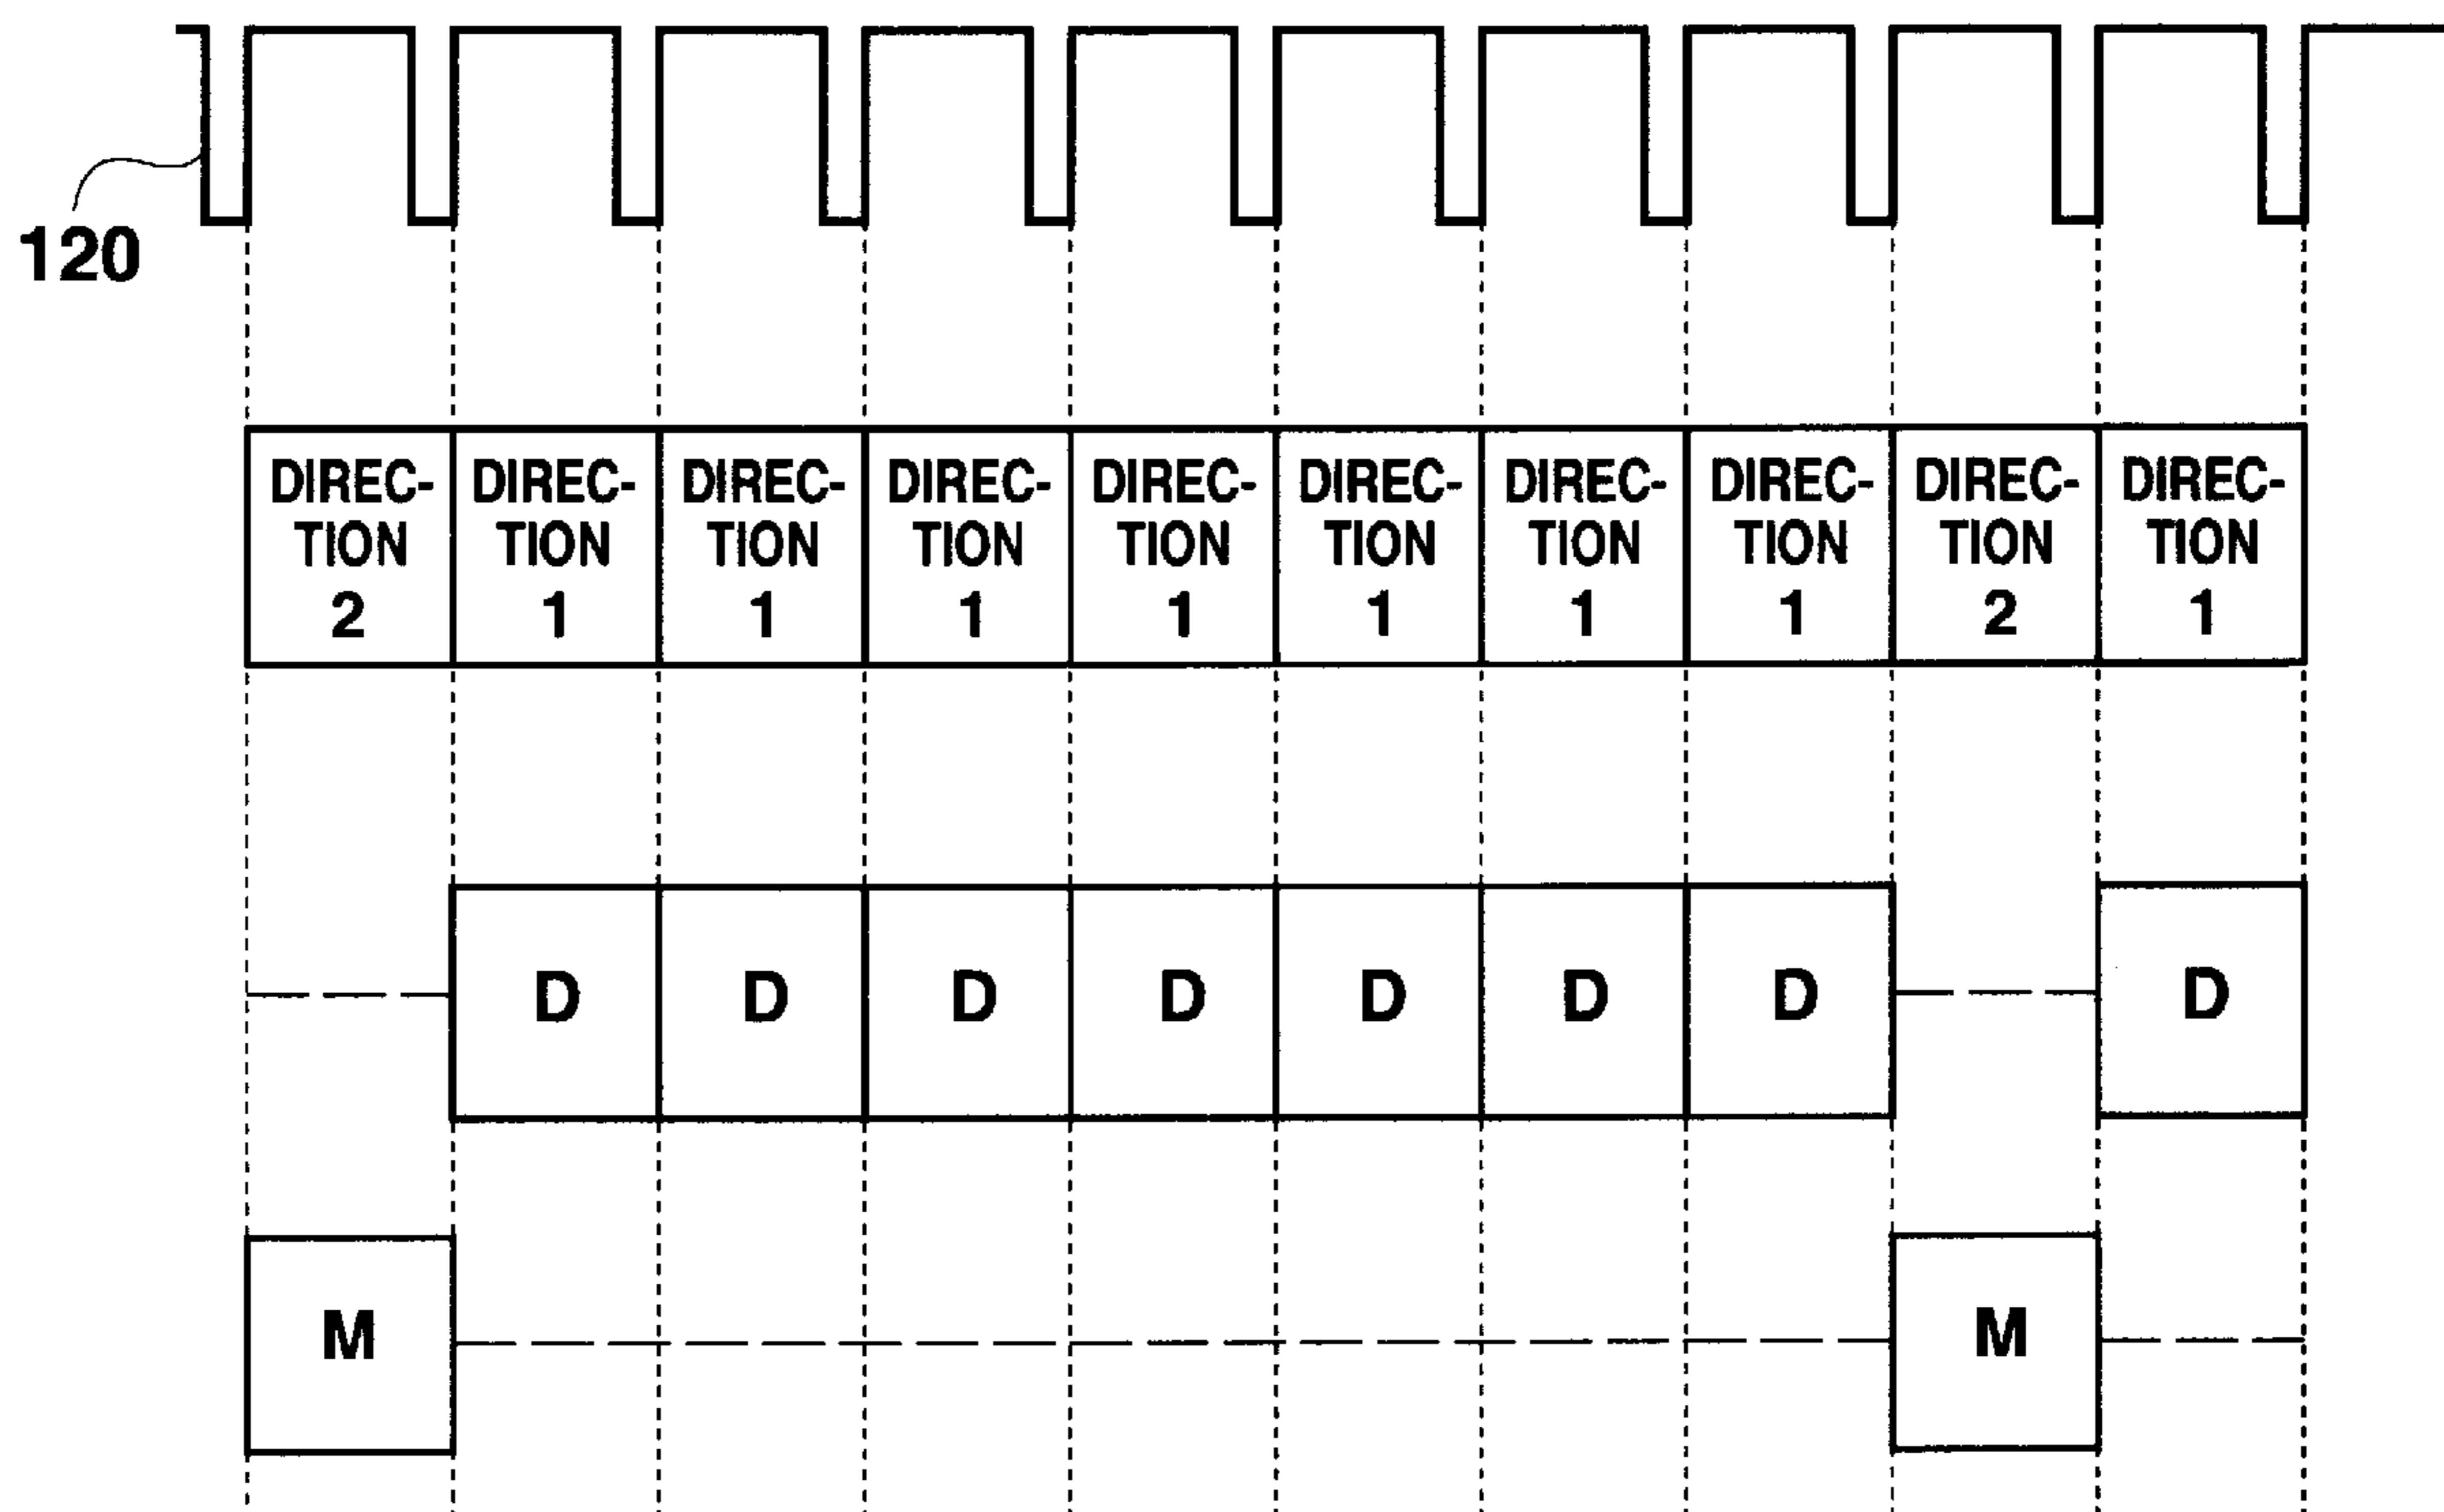 120
DIREC-
TION
2
DIREC-
TION
1
DIREC-
TION
1
DIREC-
TION
1
DIREC-
TION
1
DIREC-
TION
1
DIREC-
TION
1
DIREC-
TION
1
DIREC-
TION
2
DIREC-
TION
1
D
D
D
D
D
D
D
D
M
M